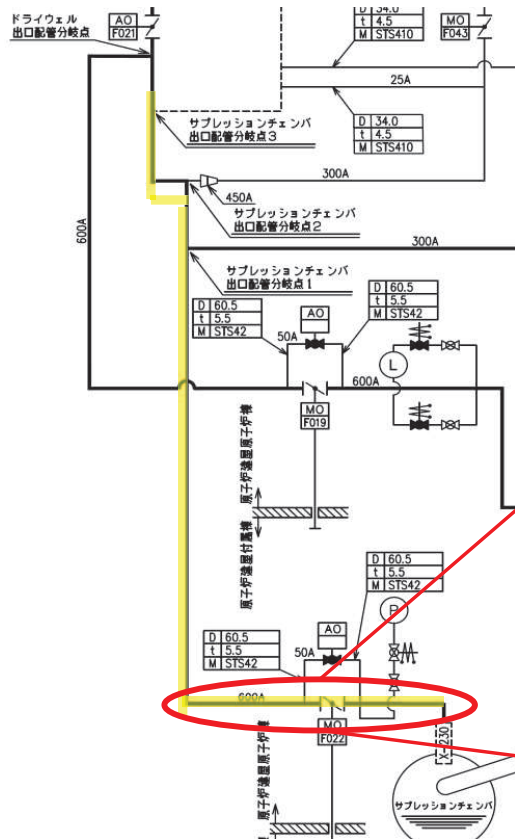 ドライウェル
出口配管分岐点
AO
F021
D 34.0
t 4.5
M STS410
MO
F043
25A
D 34.0
t 4.5
M STS410
サプレッションチェンバ
出口配管分岐点3
300A
450A
サプレッションチェンバ
出口配管分岐点2
600A
300A
サプレッションチェンバ
出口配管分岐点1
D 60.5
t 5.5
M STS42
AO
50A
D 60.5
t 5.5
M STS42
L
600A
MO
F019
原子炉建屋原子炉棟
原子炉建屋付属棟
D 60.5
t 5.5
M STS42
P
D 60.5
t 5.5
M STS42
AO
50A
600A
MO
F022
X-230
原子炉建屋原子炉棟
サプレッションチェンバ